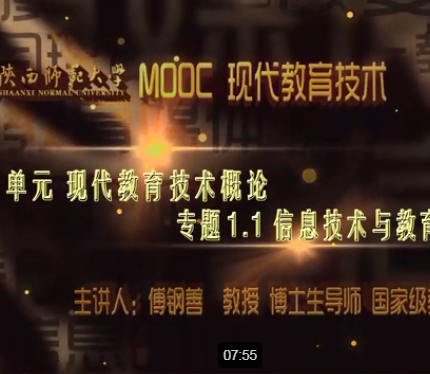 陕西师范大学
SHAANXI NORMAL UNIVERSITY
MOOC 现代教育技术
单元 现代教育技术概论
专题1.1 信息技术与教育
主讲人：傅钢善 教授 博士生导师 国家级教
07:55